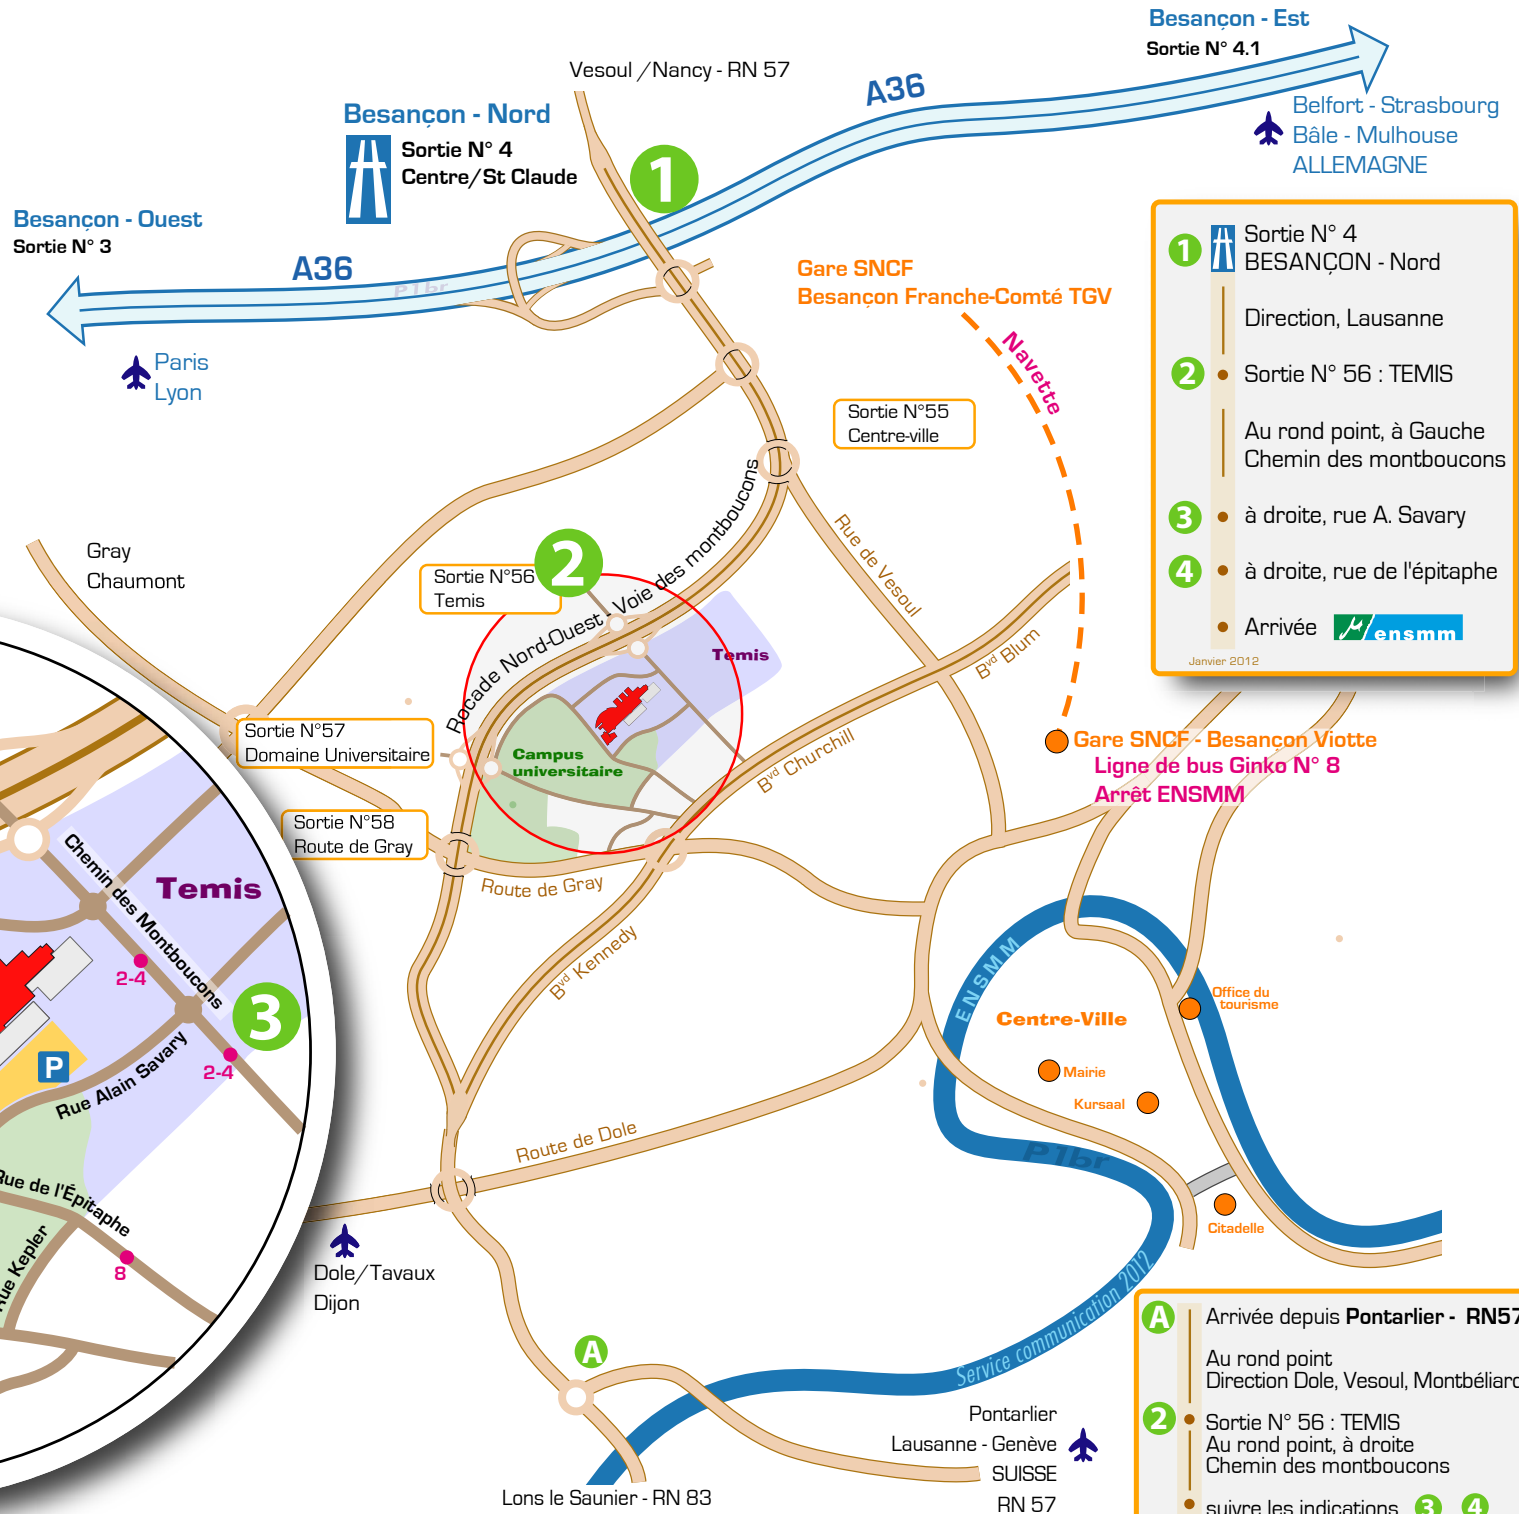 Besançon - Est
Sortie N° 4.1
Vesoul /Nancy - RN 57
A36
Besançon - Nord
Sortie N° 4
Centre/St Claude
1
Belfort - Strasbourg
Bâle - Mulhouse
ALLEMAGNE
Besançon - Ouest
Sortie N° 3
A36
P1br
Paris
Lyon
Gare SNCF
Besançon Franche-Comté TGV
Navette
1 Sortie N° 4
BESANÇON - Nord
Direction, Lausanne
2 Sortie N° 56 : TEMIS
Au rond point, à Gauche
Chemin des montboucons
3 à droite, rue A. Savary
4 à droite, rue de l'épitaphe
Arrivée ensmm
Janvier 2012
Sortie N°55
Centre-ville
Gray
Chaumont
Sortie N°56
Temis
2
Rocade Nord-Ouest - Voie des montboucons
Rue de Vesoul
Bvd Blum
Temis
Campus
universitaire
Bvd Churchill
Sortie N°57
Domaine Universitaire
Sortie N°58
Route de Gray
Route de Gray
Bvd Kennedy
Gare SNCF - Besançon Viotte
Ligne de bus Ginko N° 8
Arrêt ENSMM
Chemin des Montboucons
Temis
2-4
3
2-4
P
Rue Alain Savary
Rue de l'Épitaphe
8
Rue Kepler
ENSMM
Centre-Ville
Office du
tourisme
Mairie
Kursaal
P1br
Citadelle
Route de Dole
Dole/Tavaux
Dijon
Service communication 2012
A
Pontarlier
Lausanne - Genève
SUISSE
RN 57
Lons le Saunier - RN 83
A Arrivée depuis Pontarlier - RN57
Au rond point
Direction Dole, Vesoul, Montbéliard
2 Sortie N° 56 : TEMIS
Au rond point, à droite
Chemin des montboucons
suivre les indications 3 4